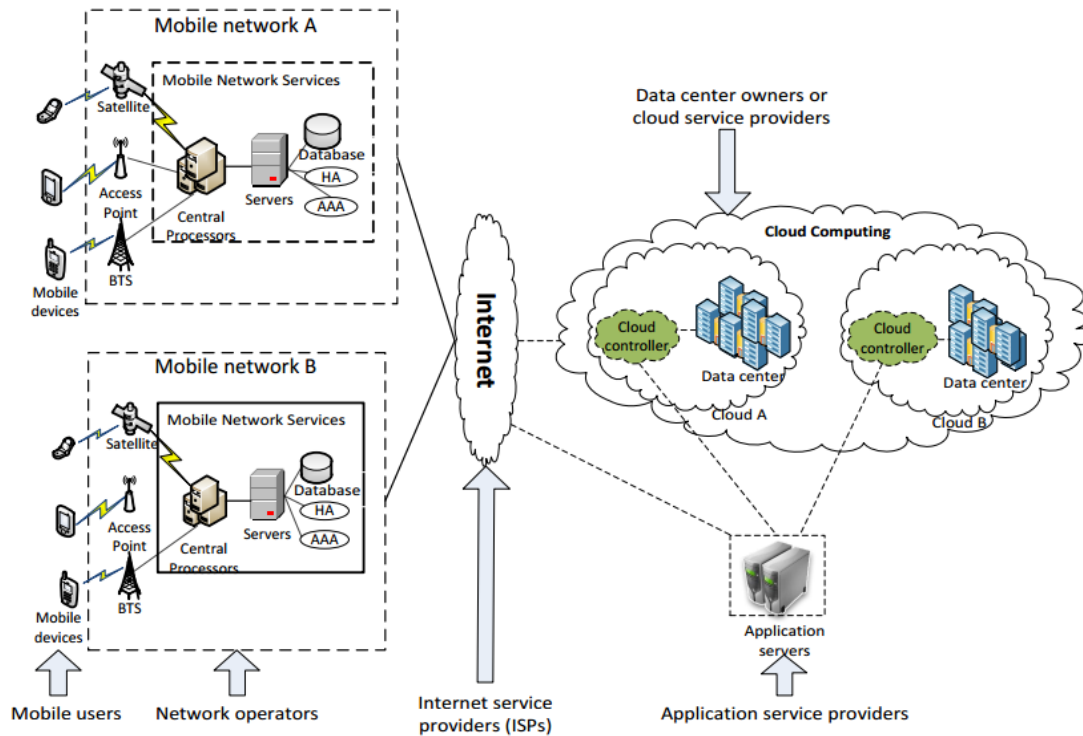 Mobile network A
Mobile Network Services
Satellite
Database
HA
AAA
Access
Point
Servers
Central
Processors
BTS
Mobile
devices
Mobile network B
Mobile Network Services
Satellite
Database
HA
AAA
Access
Point
Servers
Central
Processors
BTS
Mobile
devices
Mobile users
Network operators
Internet
Internet service
providers (ISPs)
Data center owners or
cloud service providers
Cloud Computing
Cloud
controller
Data center
Cloud A
Cloud
controller
Data center
Cloud B
Application
servers
Application service providers